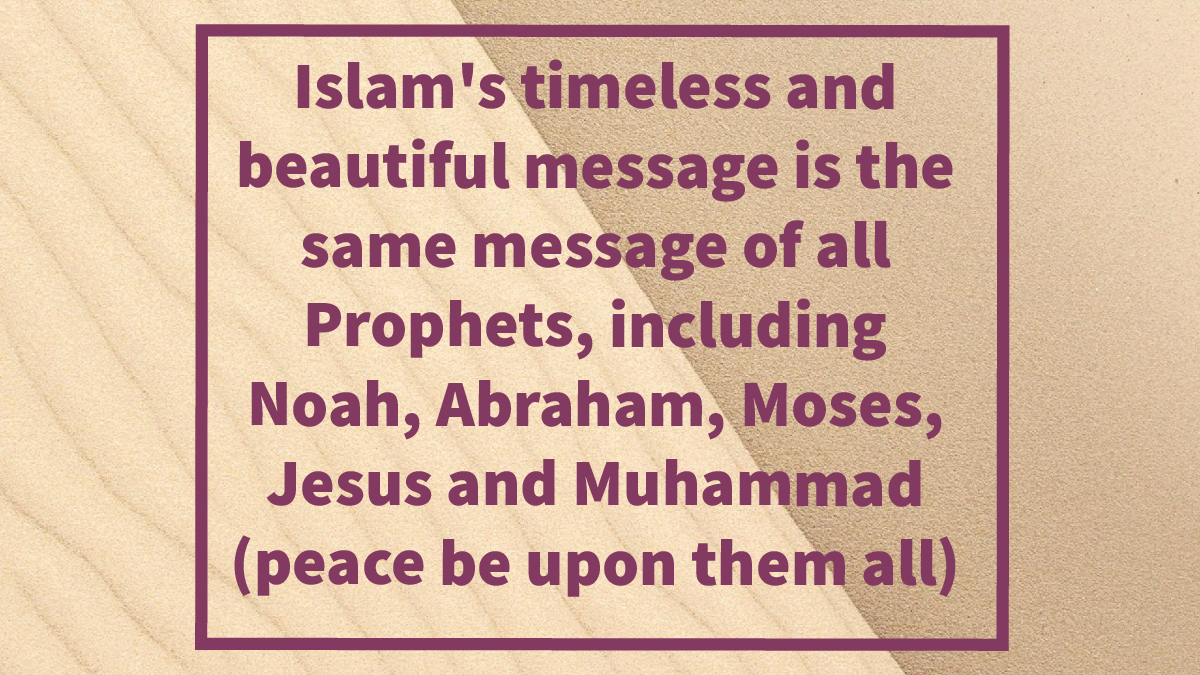 Islam's timeless and
beautiful message is the
same message of all
Prophets, including
Noah, Abraham, Moses,
Jesus and Muhammad
(peace be upon them all)